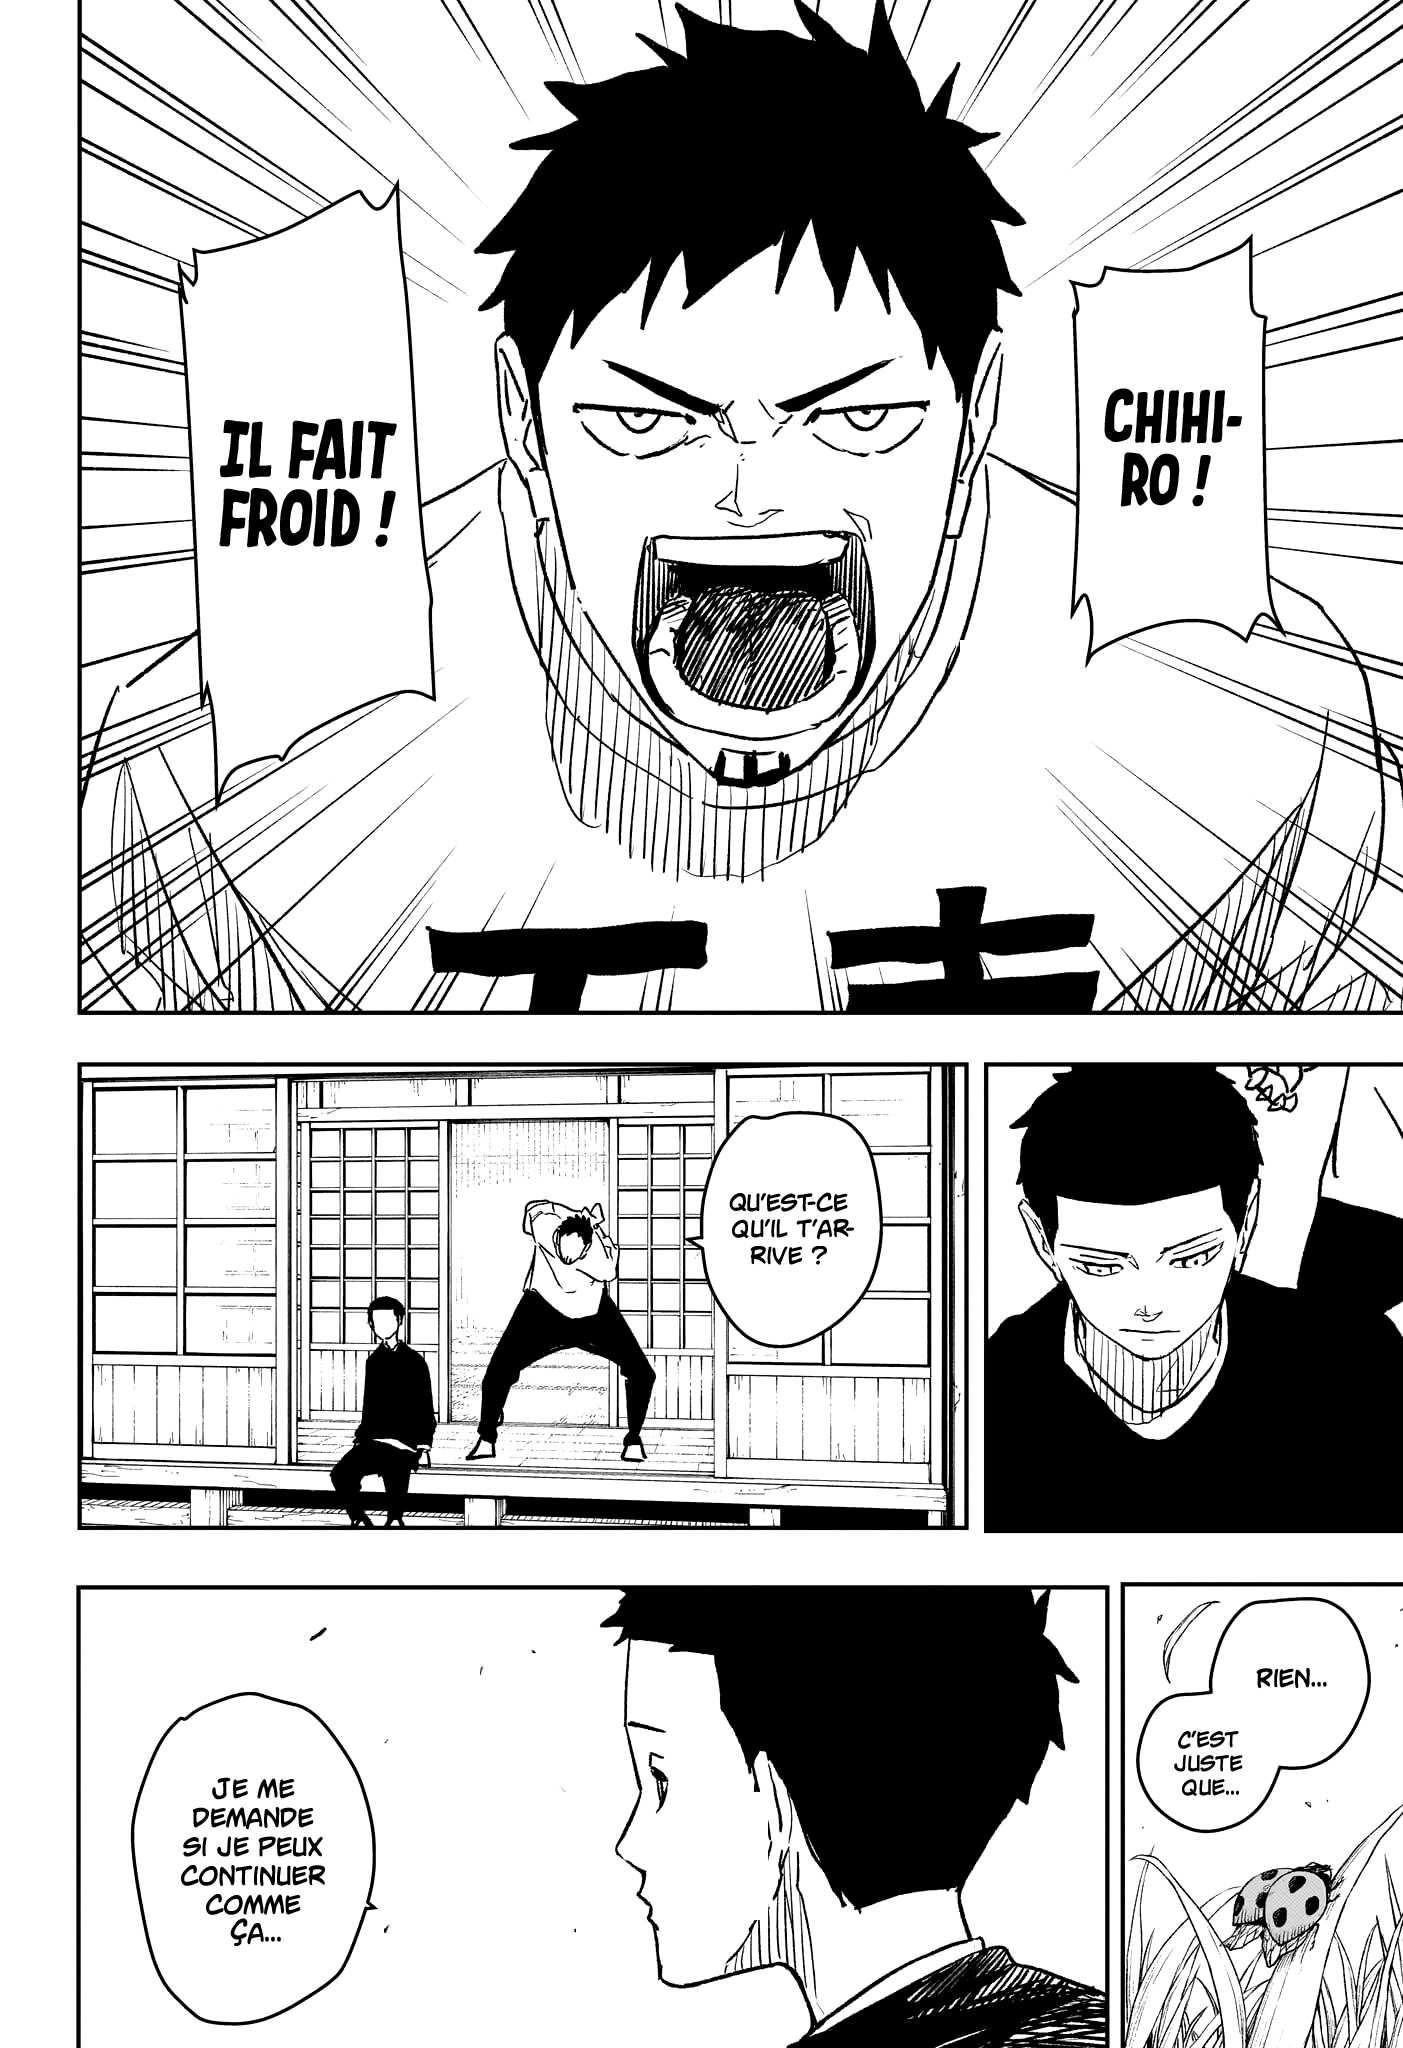 CHIHI-
RO !
IL FAIT
FROID !
QU'EST-CE
QU'IL T'AR-
RIVE ?
RIEN...
C'EST
JUSTE
QUE...
JE ME
DEMANDE
SI JE PEUX
CONTINUER
COMME
ÇA...